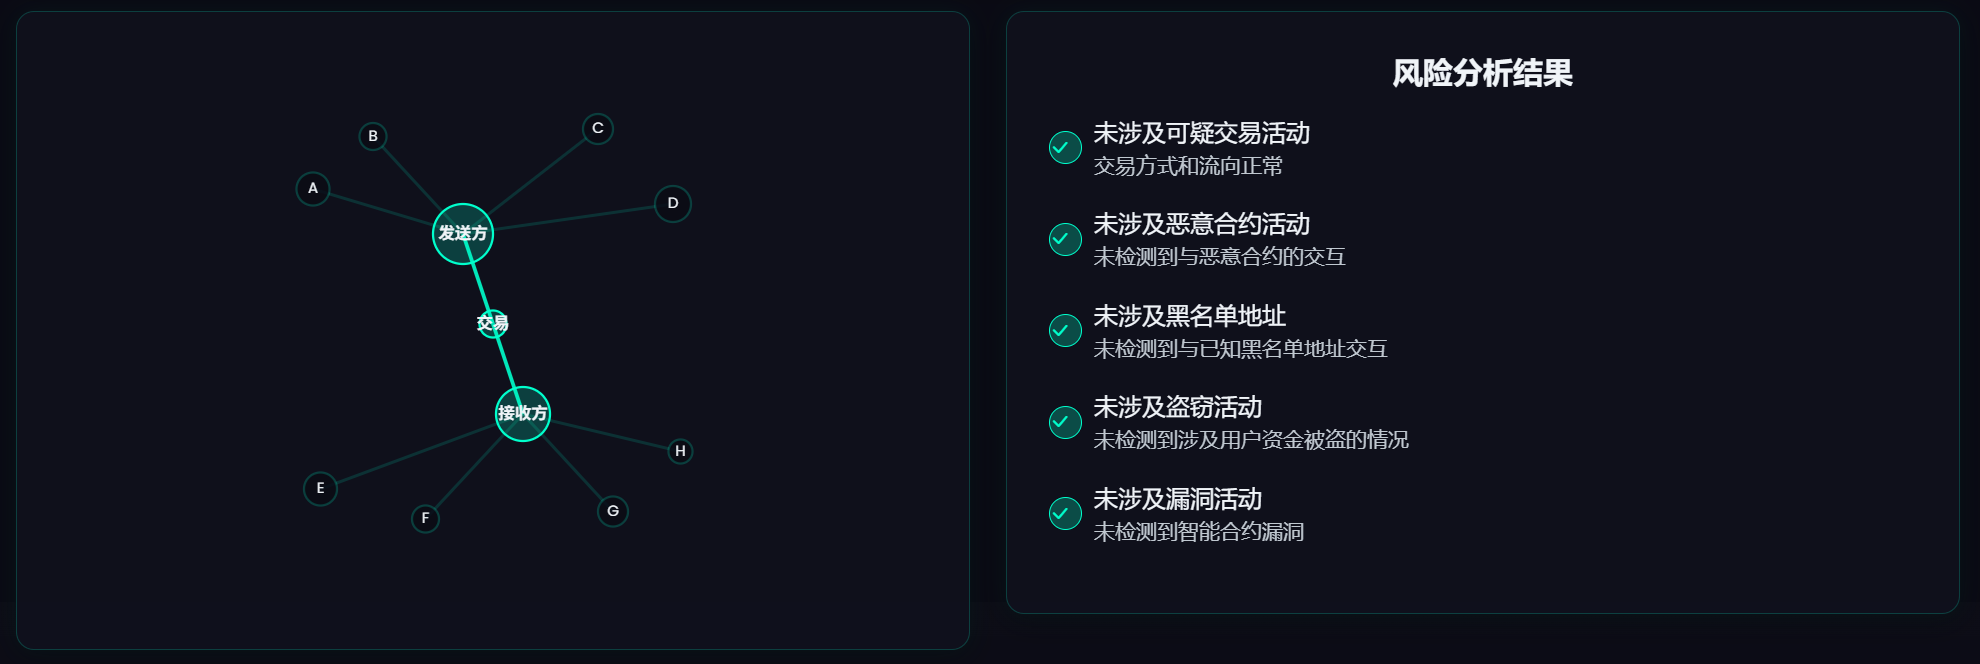 B
C
A
D
发送方
交易
接收方
H
E
F
G
风险分析结果
未涉及可疑交易活动
交易方式和流向正常
未涉及恶意合约活动
未检测到与恶意合约的交互
未涉及黑名单地址
未检测到与已知黑名单地址交互
未涉及盗窃活动
未检测到涉及用户资金被盗的情况
未涉及漏洞活动
未检测到智能合约漏洞